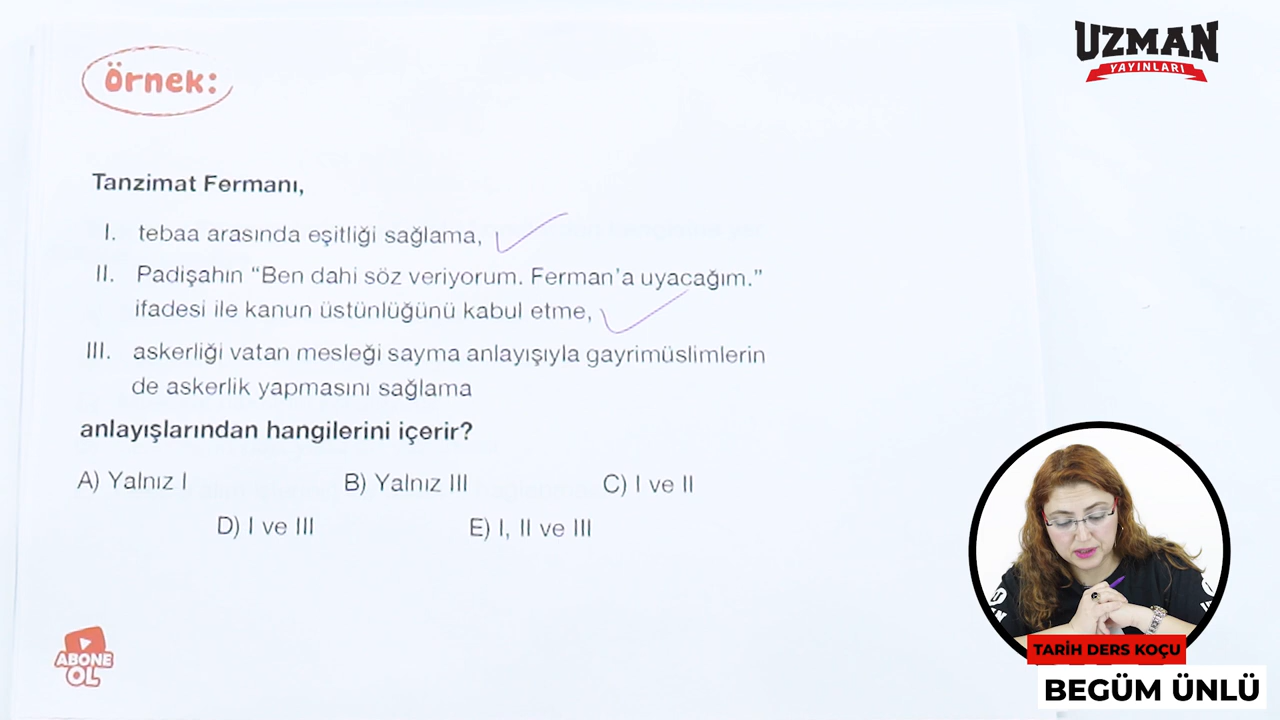 Örnek:
UZMAN
YAYINLARI
Tanzimat Fermanı,
I. tebaa arasında eşitliği sağlama,
II. Padişahın “Ben dahi söz veriyorum. Ferman’a uyacağım.”
ifadesi ile kanun üstünlüğünü kabul etme,
III. askerliği vatan mesleği sayma anlayışıyla gayrimüslimlerin
de askerlik yapmasını sağlama
anlayışlarından hangilerini içerir?
A) Yalnız I B) Yalnız III C) I ve II
D) I ve III E) I, II ve III
ABONE
OL
TARİH DERS KOÇU
BEGÜM ÜNLÜ